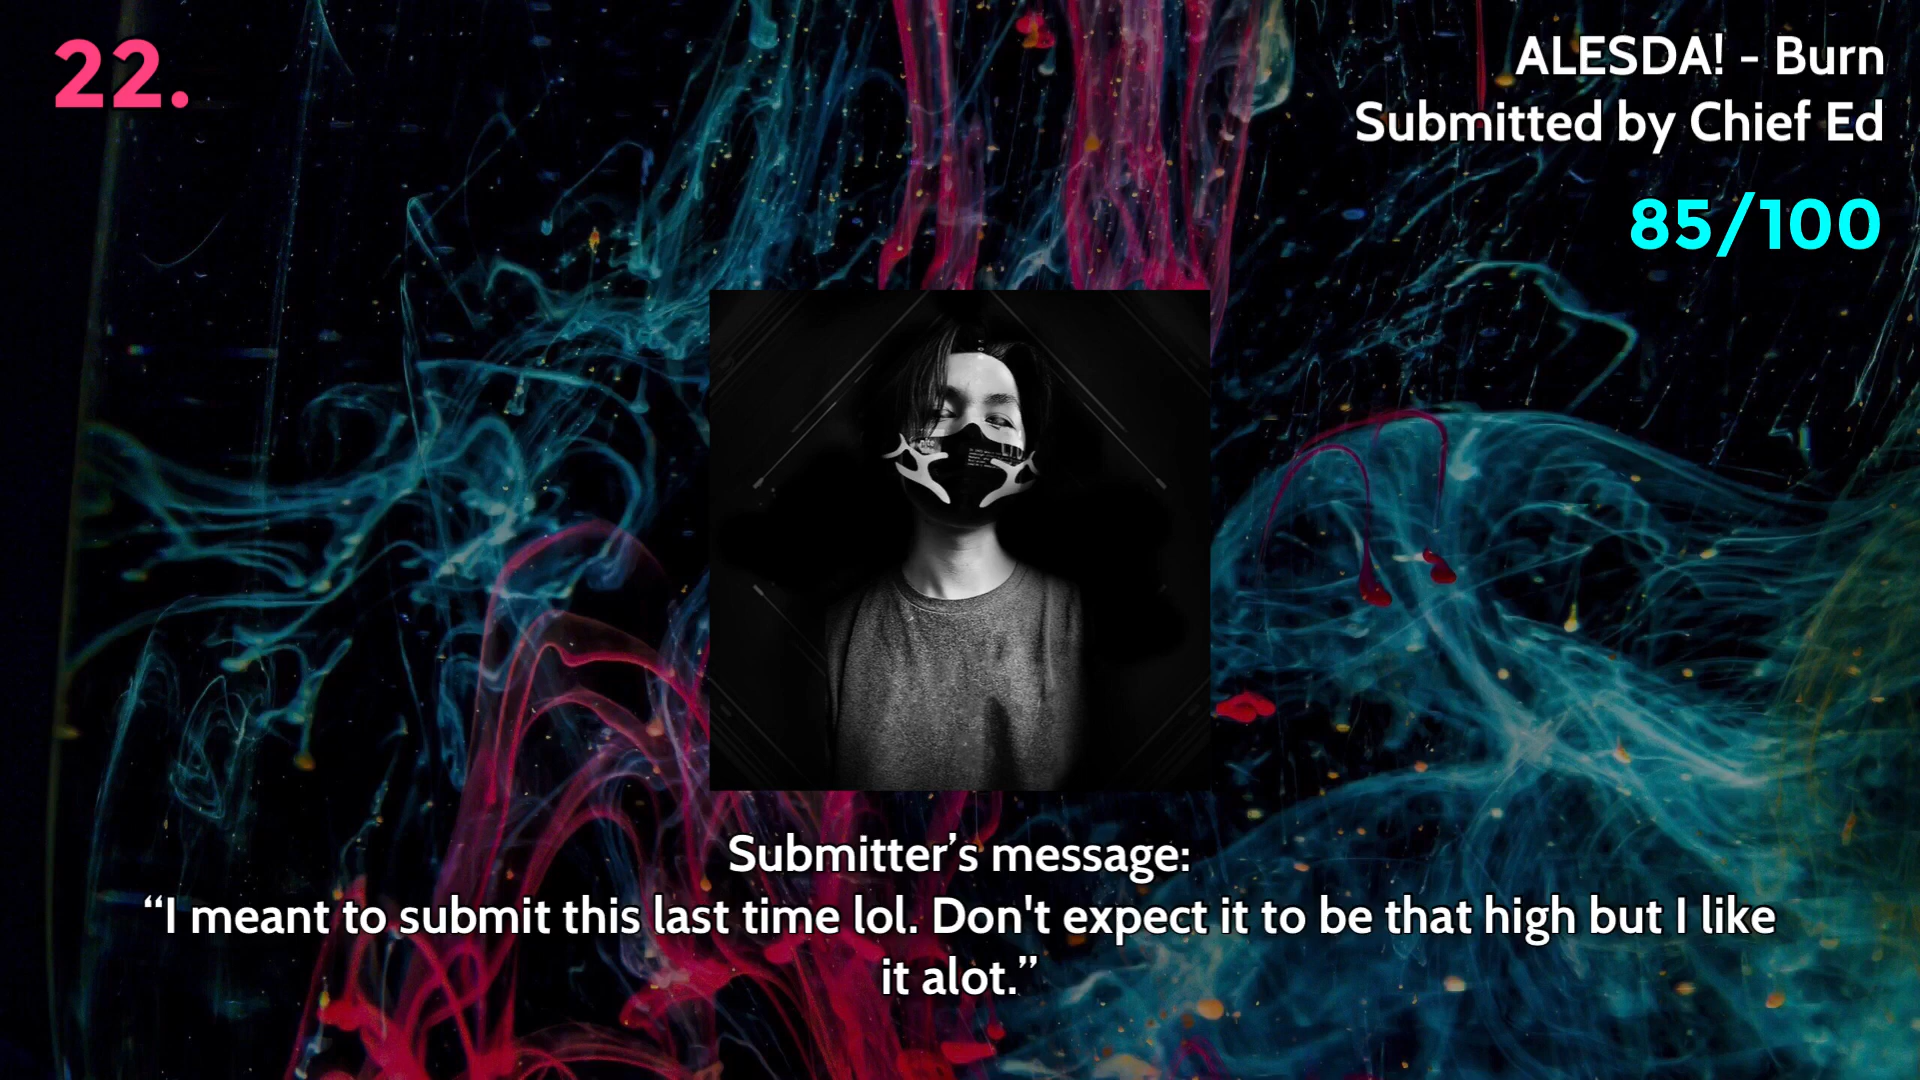 22.
ALESDA! - Burn
Submitted by Chief Ed
85/100
Submitter’s message:
“I meant to submit this last time lol. Don't expect it to be that high but I like
it alot.”